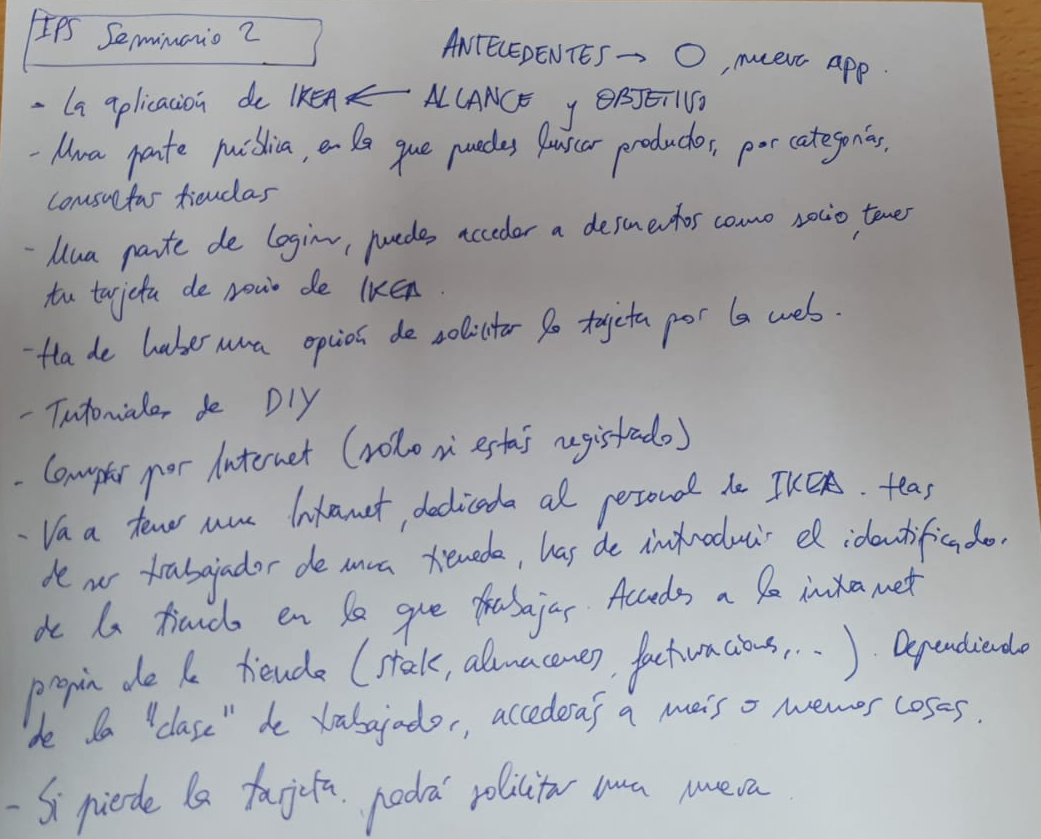 IPS Seminario 2
ANTECEDENTES → O, nueva app.
- La aplicación de IKEA ← ALCANCE y OBJETIVO
- Una parte pública, en la que puedes buscar productos, por categorías,
consultar tiendas
- Una parte de login, puedes acceder a descuentos como socio, tener
tu tarjeta de socio de IKEA.
- Ha de haber una opción de solicitar la tarjeta por la web.
- Tutoriales de DIY
- Comprar por Internet (sólo si estás registrado)
- Va a tener una Intranet, dedicada al personal de IKEA. Has
de ser trabajador de una tienda, has de introducir el identificador
de la tienda en la que trabajas. Accedes a la intranet
propia de la tienda (stak, almacenes, facturaciones,...). Dependiendo
de la "clase" de trabajador, accederás a más o menos cosas.
- Si pierde la tarjeta, podrá solicitar una nueva.